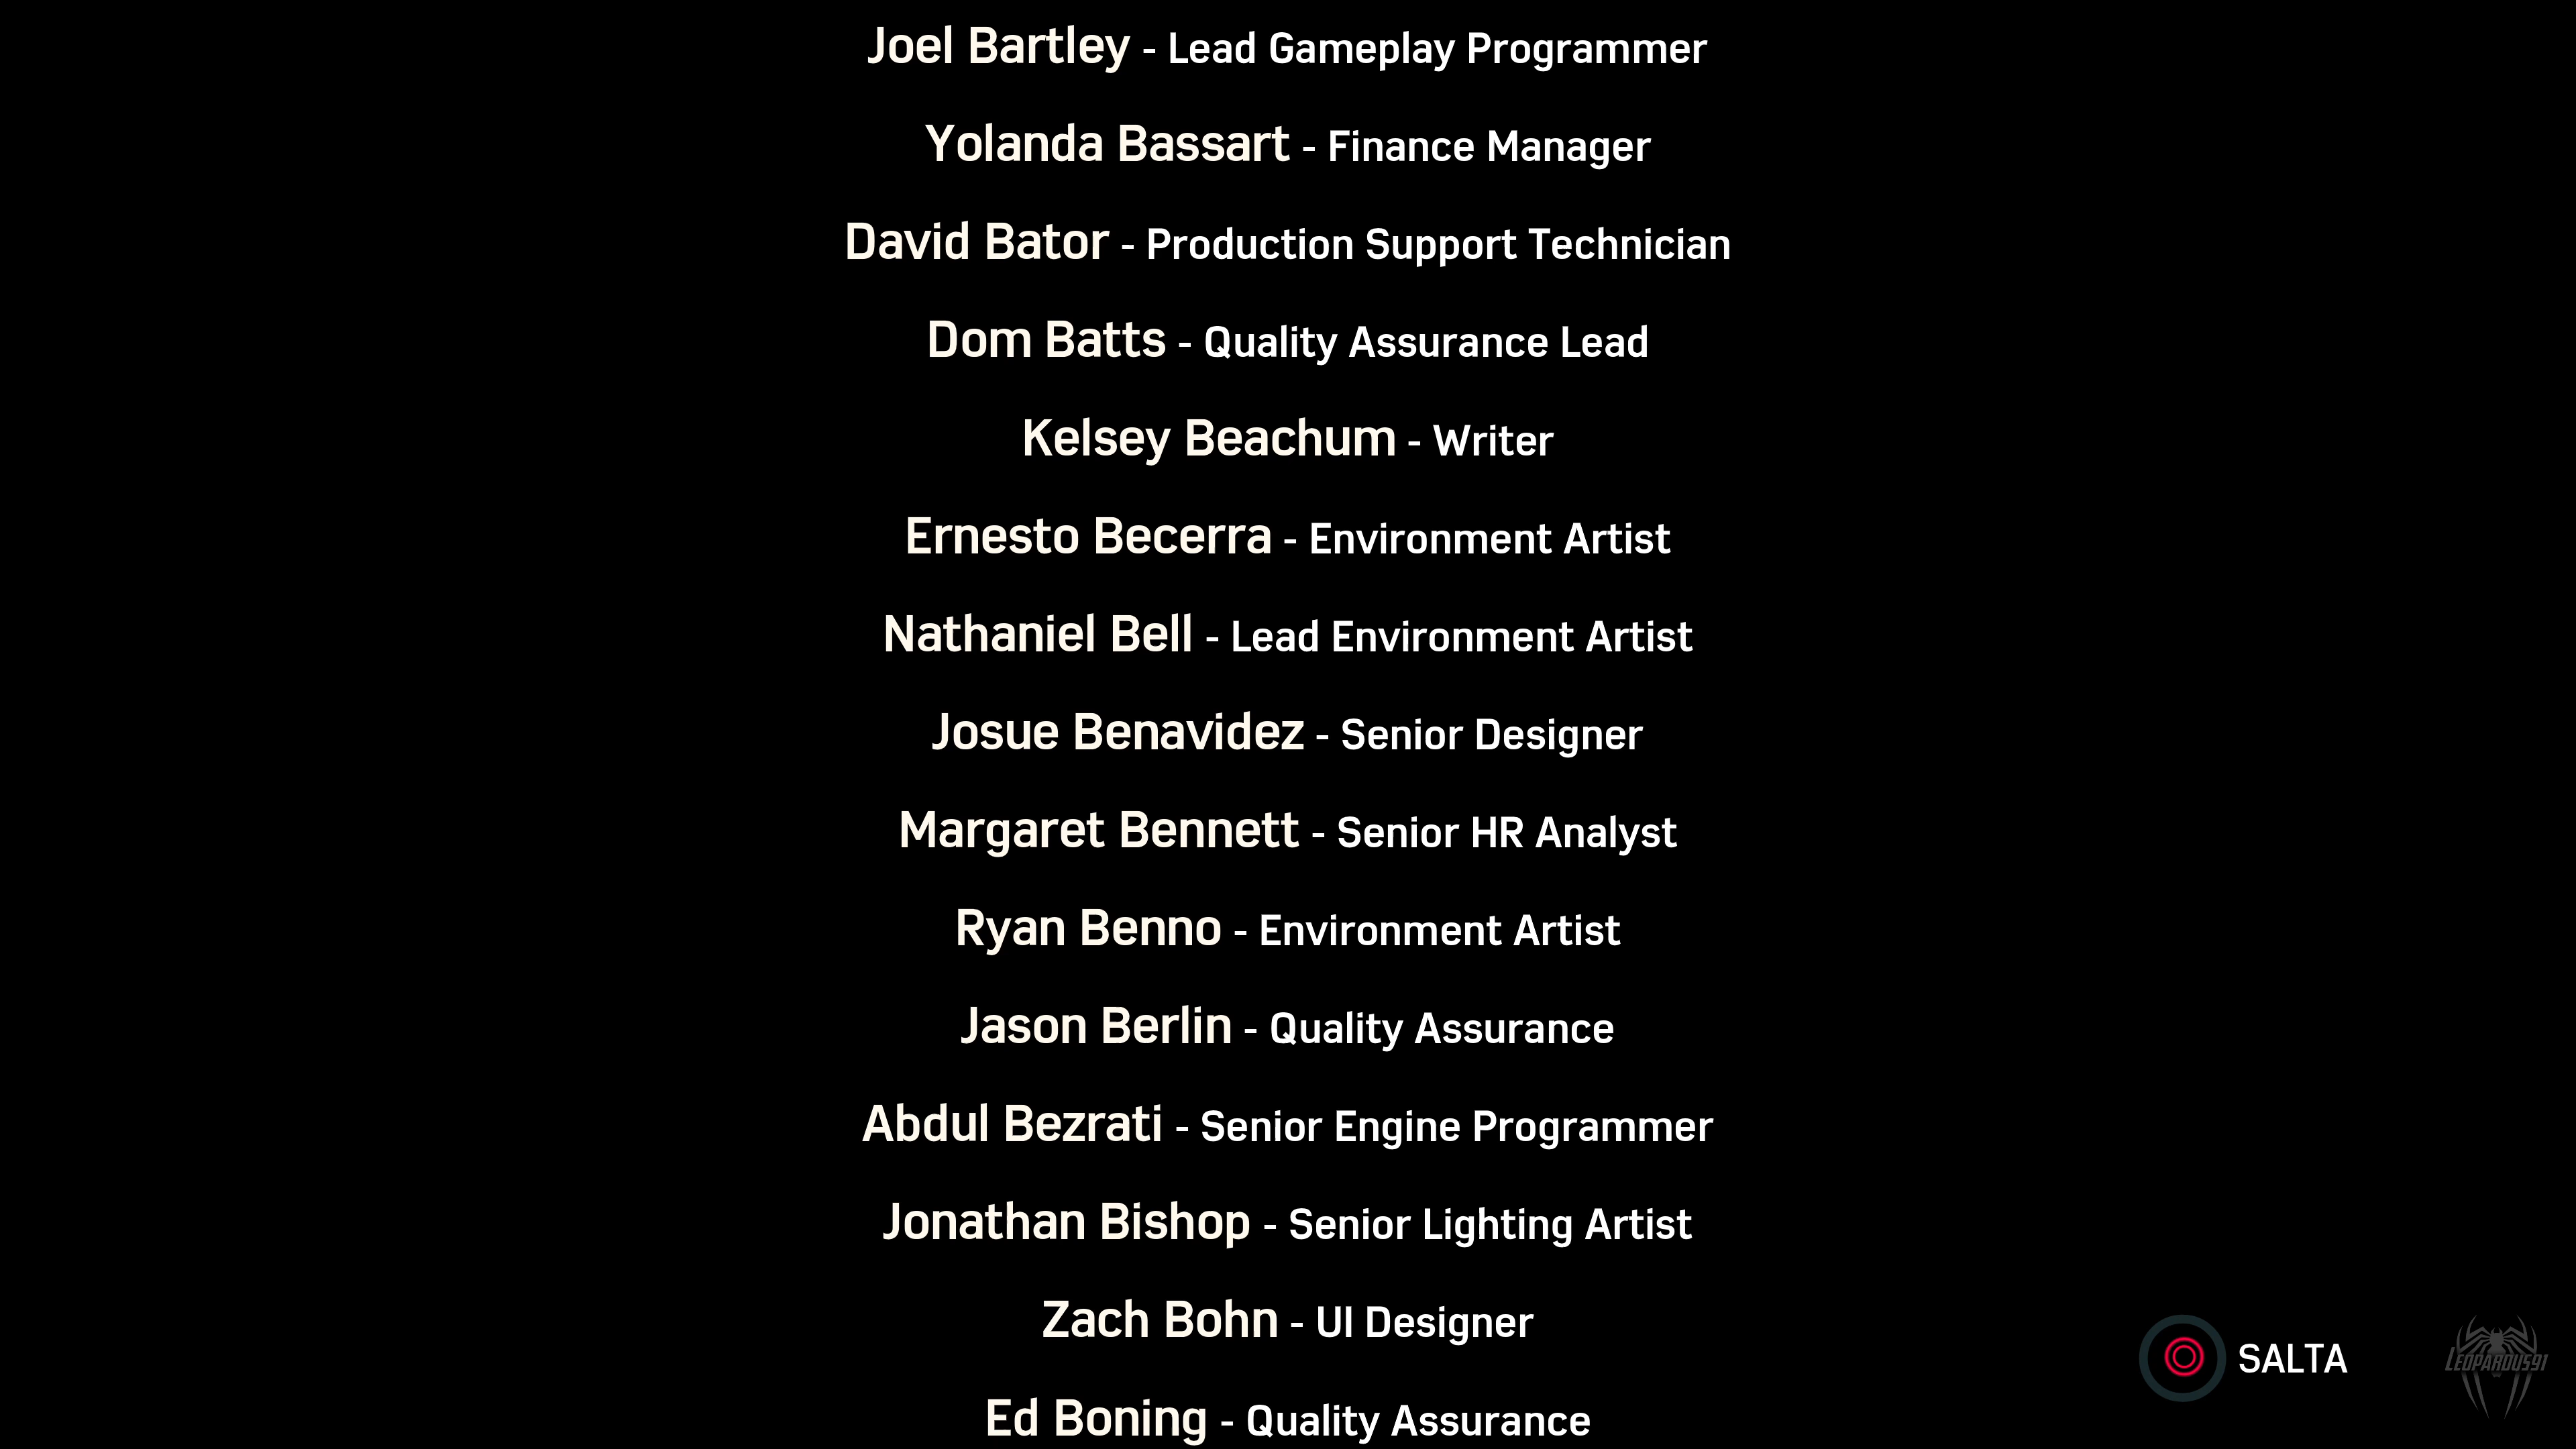 Joel Bartley - Lead Gameplay Programmer
Yolanda Bassart - Finance Manager
David Bator - Production Support Technician
Dom Batts - Quality Assurance Lead
Kelsey Beachum - Writer
Ernesto Becerra - Environment Artist
Nathaniel Bell - Lead Environment Artist
Josue Benavidez - Senior Designer
Margaret Bennett - Senior HR Analyst
Ryan Benno - Environment Artist
Jason Berlin - Quality Assurance
Abdul Bezrati - Senior Engine Programmer
Jonathan Bishop - Senior Lighting Artist
Zach Bohn - UI Designer
SALTA
LEOPARDUS91
Ed Boning - Quality Assurance